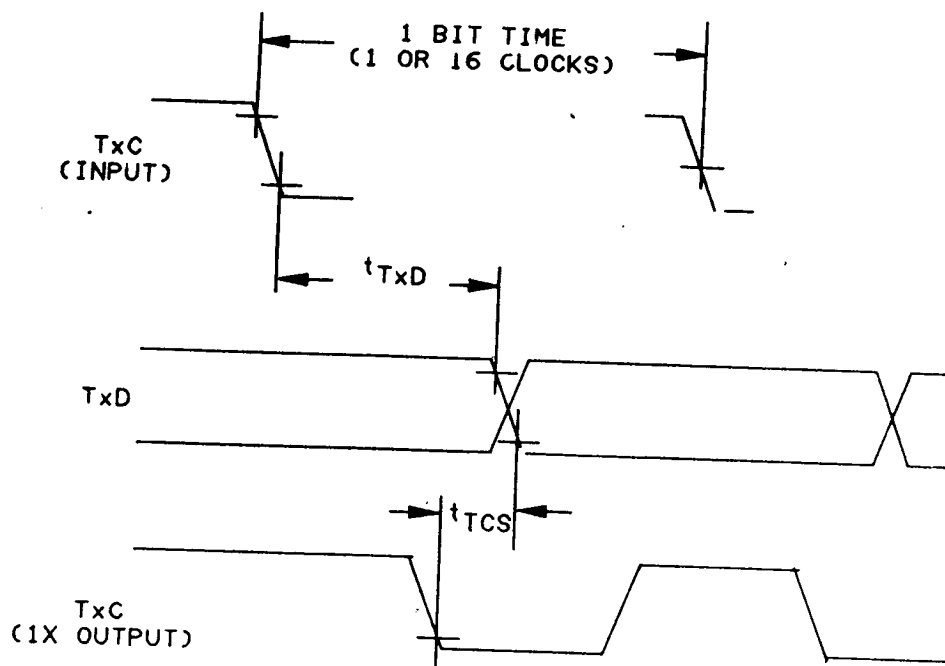 1 BIT TIME
(1 OR 16 CLOCKS)
TxC
(INPUT)
tTxD
TxD
tTCS
TxC
(1X OUTPUT)